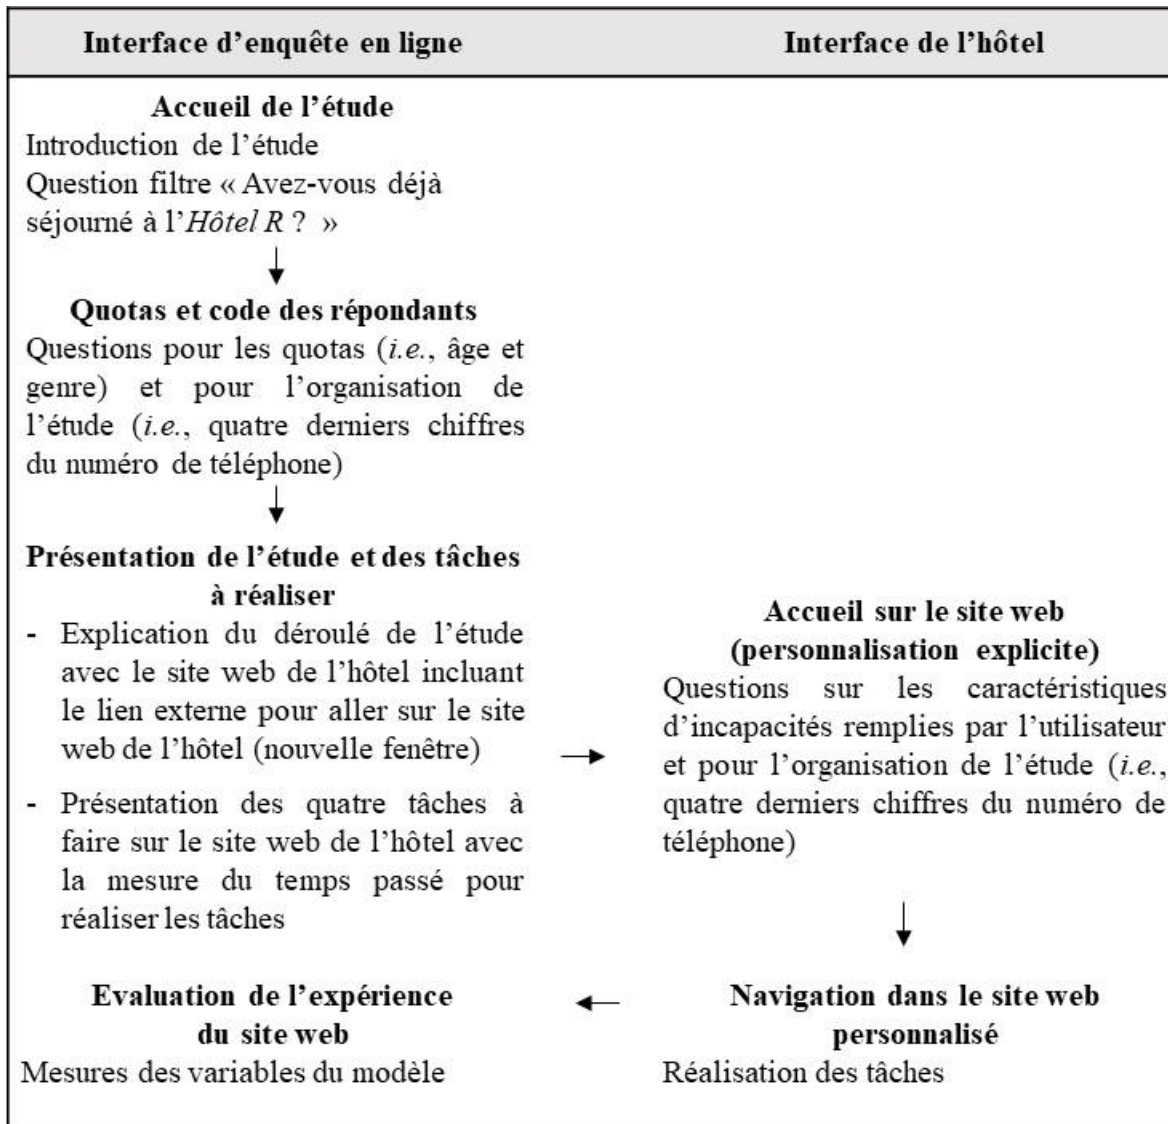 Interface d’enquête en ligne
Interface de l’hôtel
Accueil de l’étude
Introduction de l’étude
Question filtre « Avez-vous déjà
séjourné à l’Hôtel R ? »
Quotas et code des répondants
Questions pour les quotas (i.e., âge et
genre) et pour l’organisation de
l’étude (i.e., quatre derniers chiffres
du numéro de téléphone)
Présentation de l’étude et des tâches
à réaliser
- Explication du déroulé de l’étude
avec le site web de l’hôtel incluant
le lien externe pour aller sur le site
web de l’hôtel (nouvelle fenêtre)
- Présentation des quatre tâches à
faire sur le site web de l’hôtel avec
la mesure du temps passé pour
réaliser les tâches
Accueil sur le site web
(personnalisation explicite)
Questions sur les caractéristiques
d’incapacités remplies par l’utilisateur
et pour l’organisation de l’étude (i.e.,
quatre derniers chiffres du numéro de
téléphone)
Navigation dans le site web
personnalisé
Réalisation des tâches
Evaluation de l’expérience
du site web
Mesures des variables du modèle